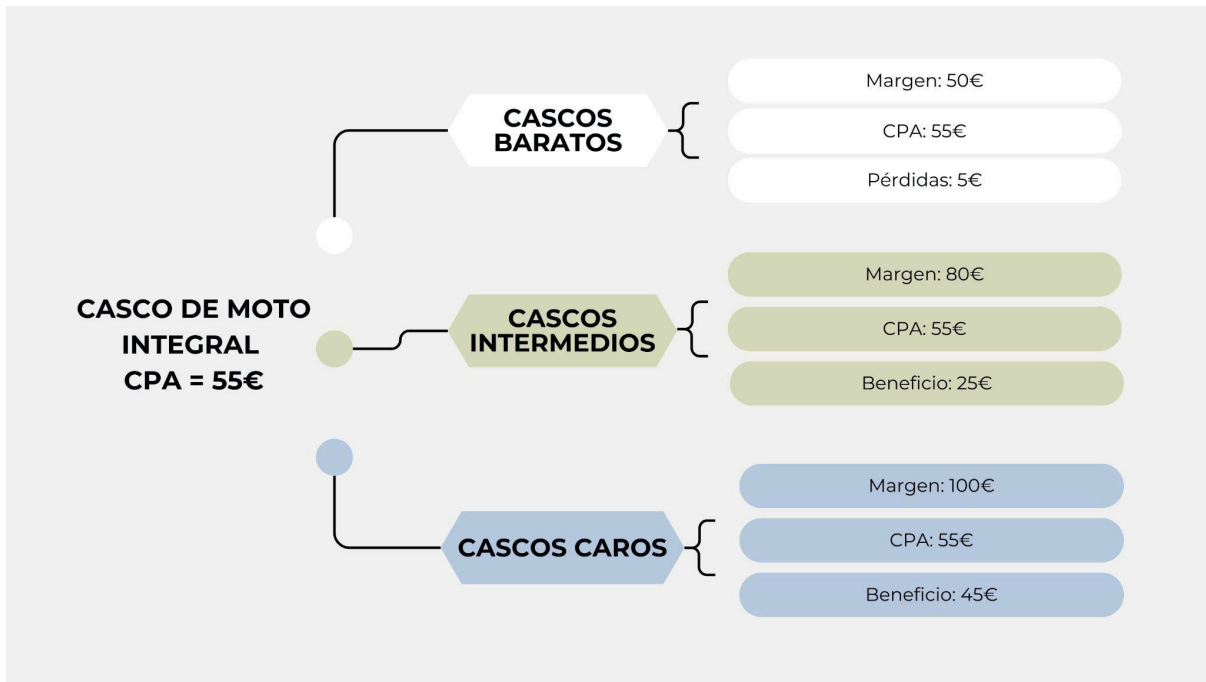 CASCO DE MOTO
INTEGRAL
CPA = 55€
CASCOS
BARATOS
Margen: 50€
CPA: 55€
Pérdidas: 5€
CASCOS
INTERMEDIOS
Margen: 80€
CPA: 55€
Beneficio: 25€
CASCOS CAROS
Margen: 100€
CPA: 55€
Beneficio: 45€